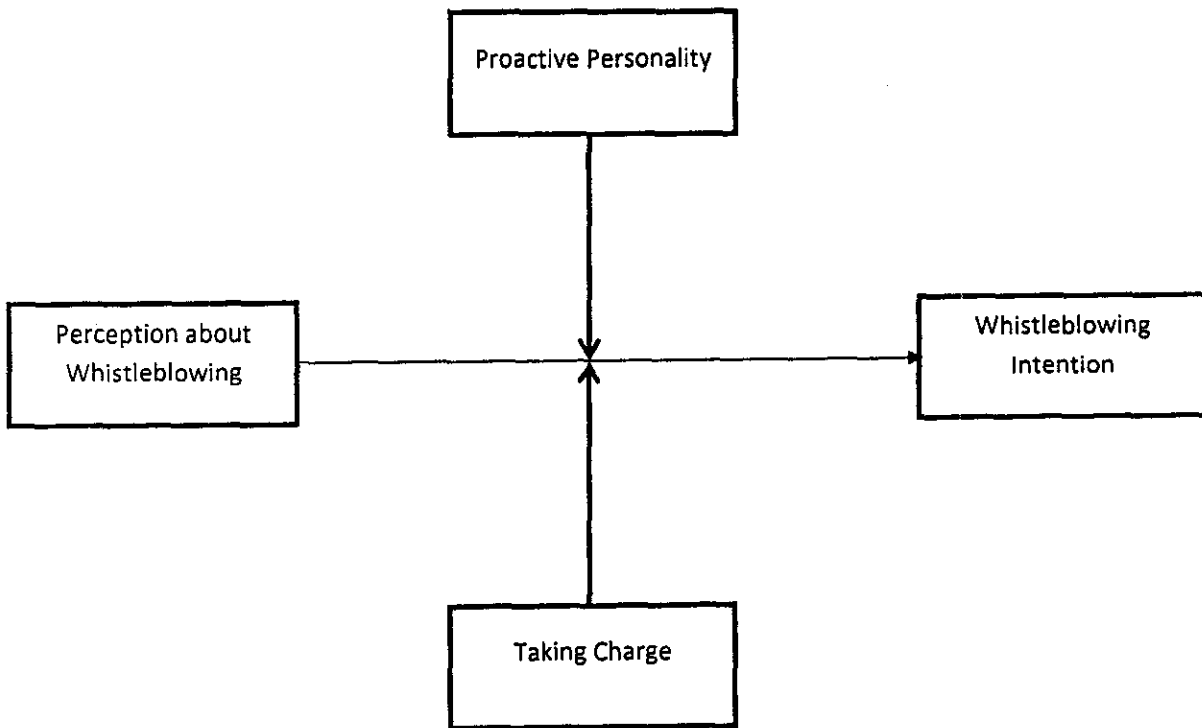 Proactive Personality
Perception about
Whistleblowing
Whistleblowing
Intention
Taking Charge